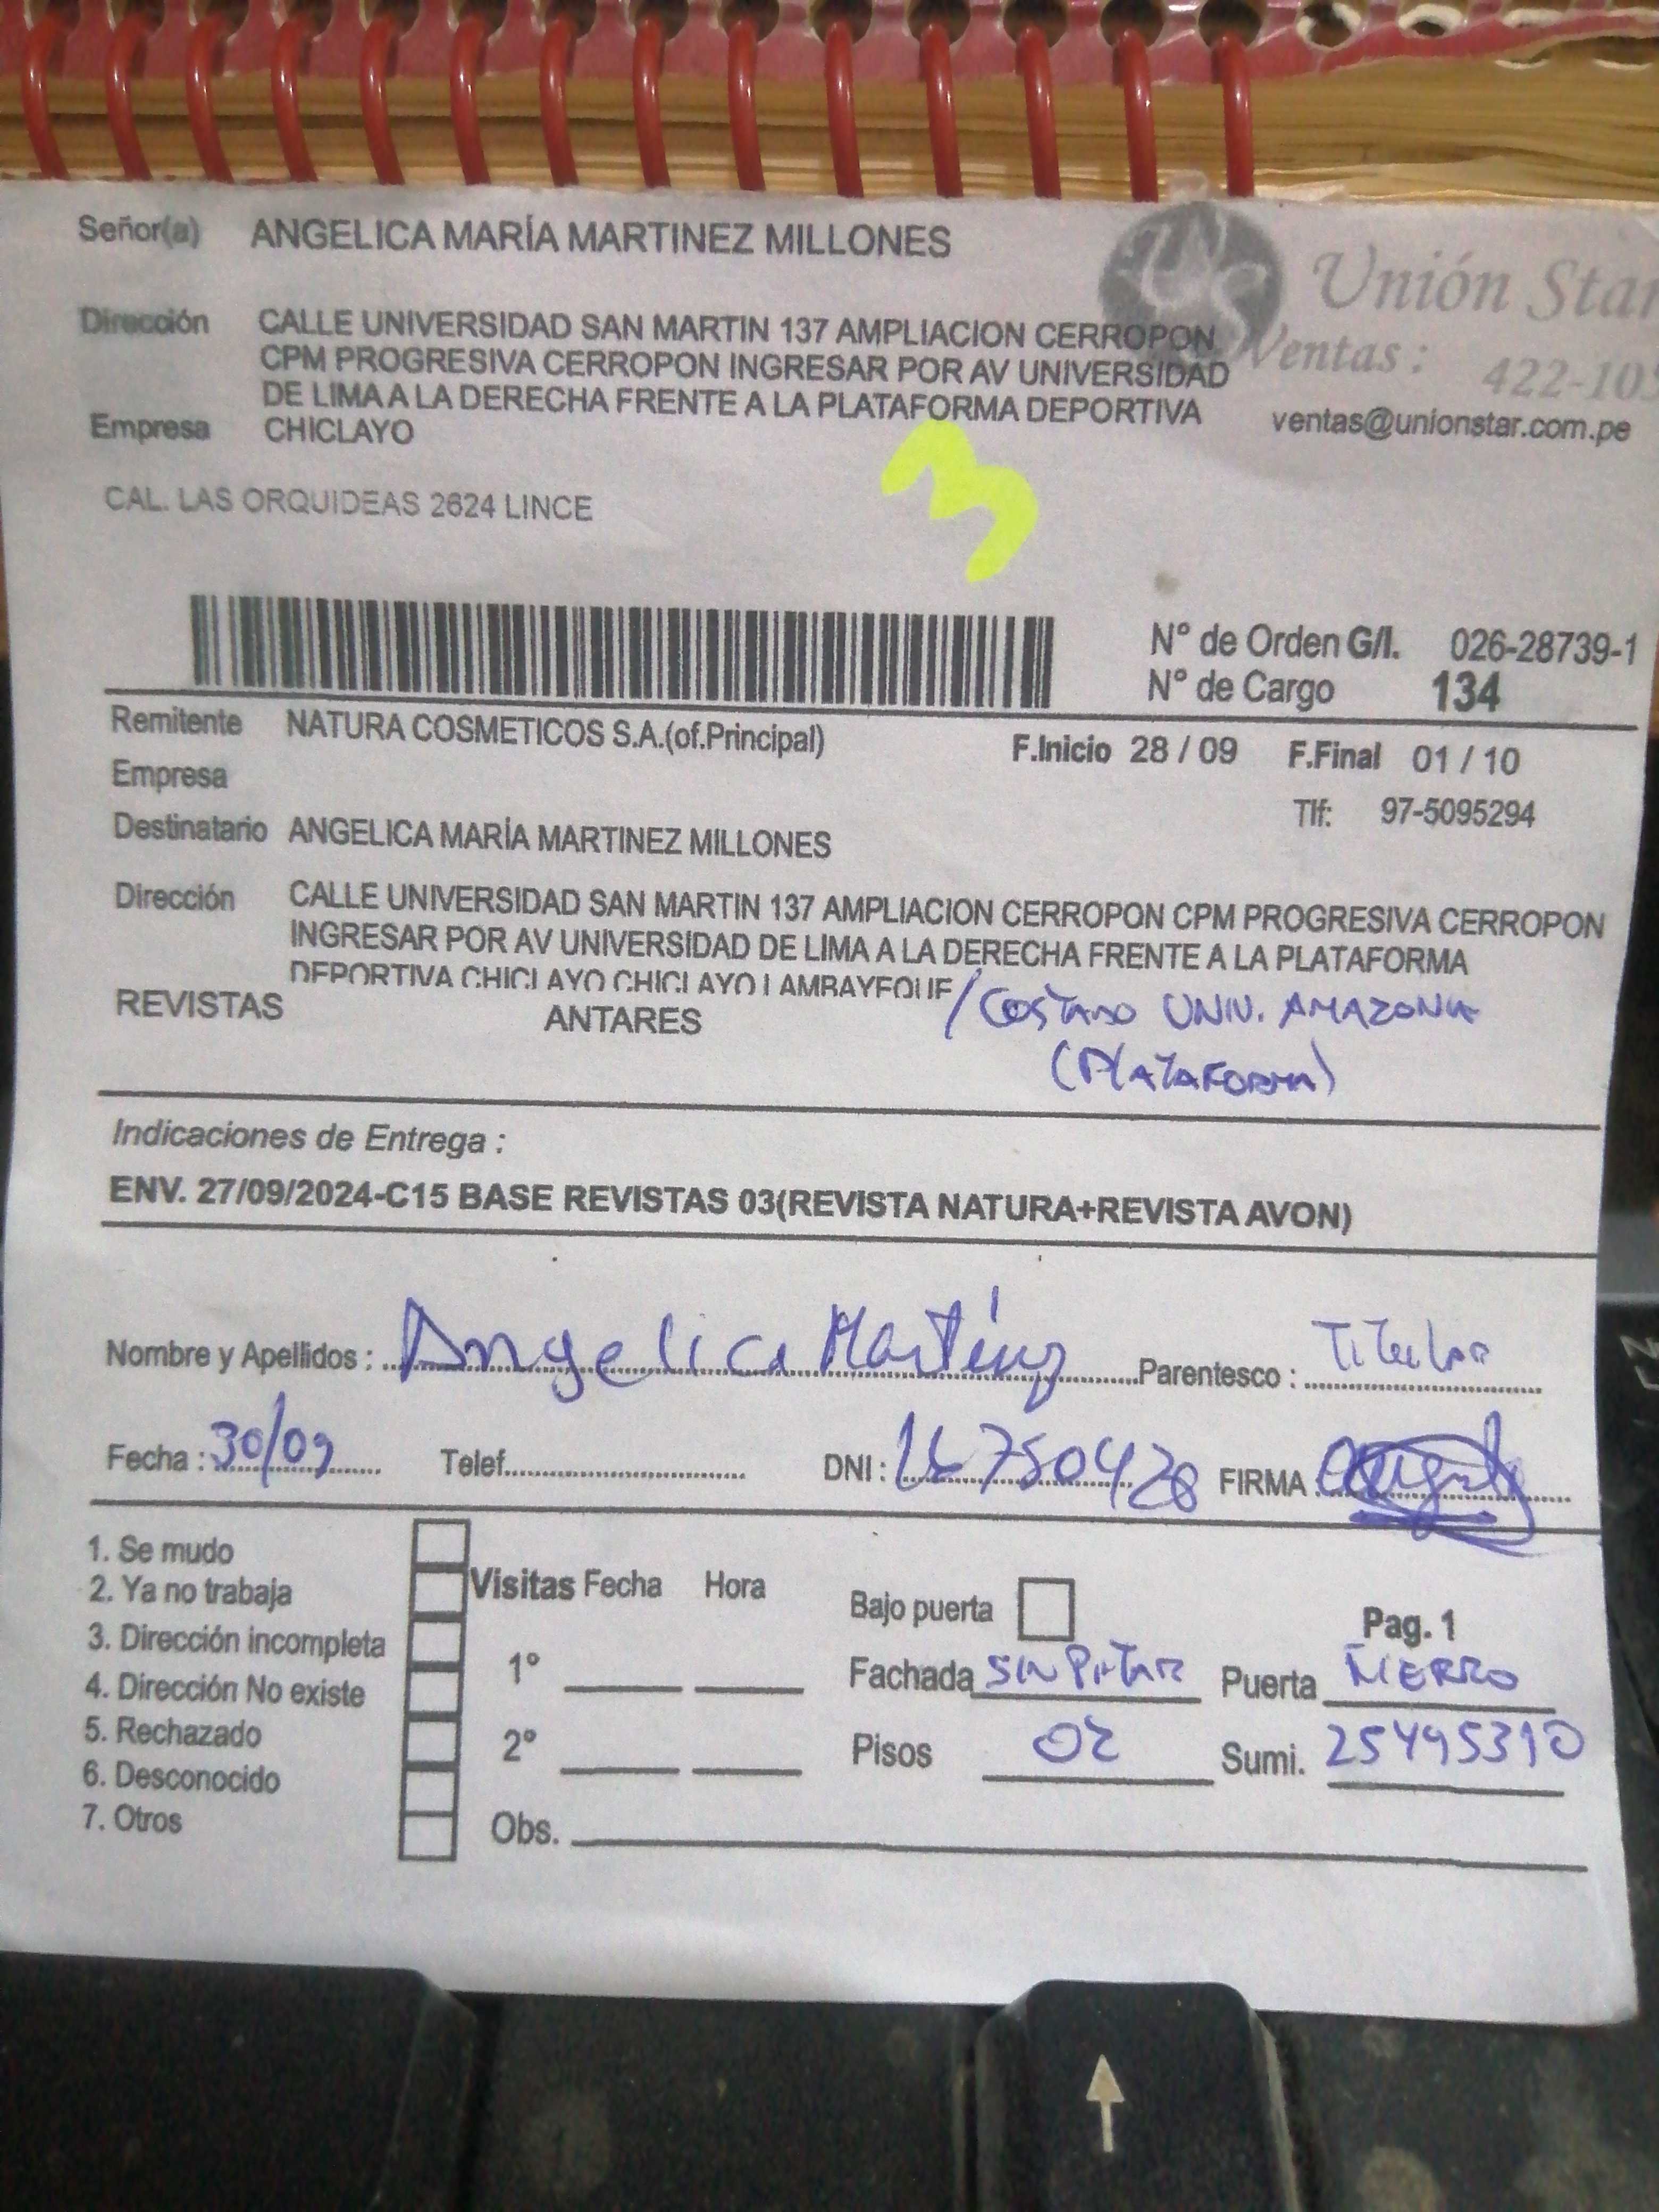 Señor(a) ANGELICA MARÍA MARTINEZ MILLONES
Unión Star
Dirección CALLE UNIVERSIDAD SAN MARTIN 137 AMPLIACION CERROPON
CPM PROGRESIVA CERROPON INGRESAR POR AV UNIVERSIDAD
DE LIMA A LA DERECHA FRENTE A LA PLATAFORMA DEPORTIVA
Ventas : 422-10
Empresa CHICLAYO
ventas@unionstar.com.pe
3
CAL. LAS ORQUIDEAS 2624 LINCE
N° de Orden G/I. 026-28739-1
N° de Cargo 134
Remitente NATURA COSMETICOS S.A.(of.Principal)
F.Inicio 28 / 09 F.Final 01 / 10
Empresa
Tlf: 97-5095294
Destinatario ANGELICA MARÍA MARTINEZ MILLONES
Dirección CALLE UNIVERSIDAD SAN MARTIN 137 AMPLIACION CERROPON CPM PROGRESIVA CERROPON
INGRESAR POR AV UNIVERSIDAD DE LIMA A LA DERECHA FRENTE A LA PLATAFORMA
DEPORTIVA CHICLAYO CHICLAYO LAMBAYEQUE
REVISTAS ANTARES / COSTADO UNIV. AMAZONIA
(PLATAFORMA)
Indicaciones de Entrega :
ENV. 27/09/2024-C15 BASE REVISTAS 03(REVISTA NATURA+REVISTA AVON)
Nombre y Apellidos : Angelica Martínez Parentesco : Titular
Fecha : 30/09 Telef. DNI : 16750428 FIRMA
1. Se mudo
2. Ya no trabaja
3. Dirección incompleta
4. Dirección No existe
5. Rechazado
6. Desconocido
7. Otros
Visitas Fecha Hora
1°
2°
Obs.
Bajo puerta
Pag. 1
Fachada SIN PINTAR Puerta FIERRO
Pisos 02 Sumi. 25495310